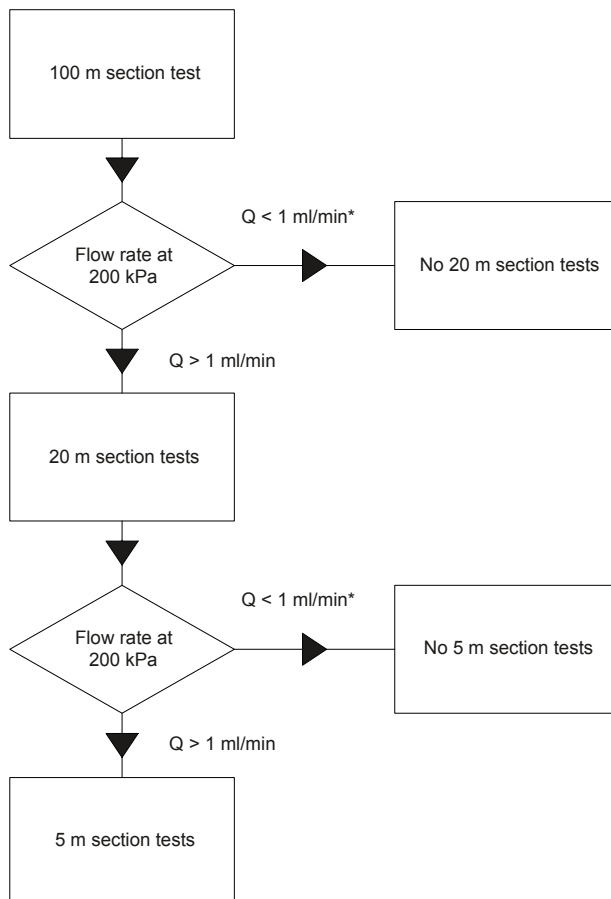 100 m section test
Q < 1 ml/min*
Flow rate at
200 kPa
No 20 m section tests
Q > 1 ml/min
20 m section tests
Q < 1 ml/min*
Flow rate at
200 kPa
No 5 m section tests
Q > 1 ml/min
5 m section tests